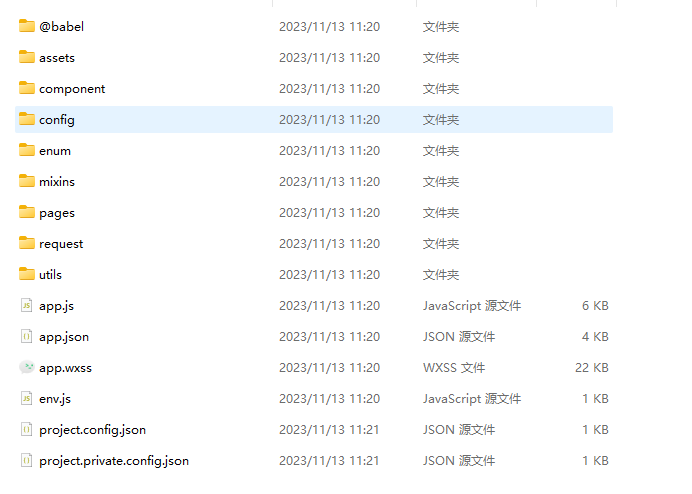 @babel 2023/11/13 11:20 文件夹
assets 2023/11/13 11:20 文件夹
component 2023/11/13 11:20 文件夹
config 2023/11/13 11:20 文件夹
enum 2023/11/13 11:20 文件夹
mixins 2023/11/13 11:20 文件夹
pages 2023/11/13 11:20 文件夹
request 2023/11/13 11:20 文件夹
utils 2023/11/13 11:20 文件夹
app.js 2023/11/13 11:20 JavaScript 源文件 6 KB
app.json 2023/11/13 11:20 JSON 源文件 4 KB
app.wxss 2023/11/13 11:20 WXSS 文件 22 KB
env.js 2023/11/13 11:20 JavaScript 源文件 1 KB
project.config.json 2023/11/13 11:21 JSON 源文件 1 KB
project.private.config.json 2023/11/13 11:21 JSON 源文件 1 KB